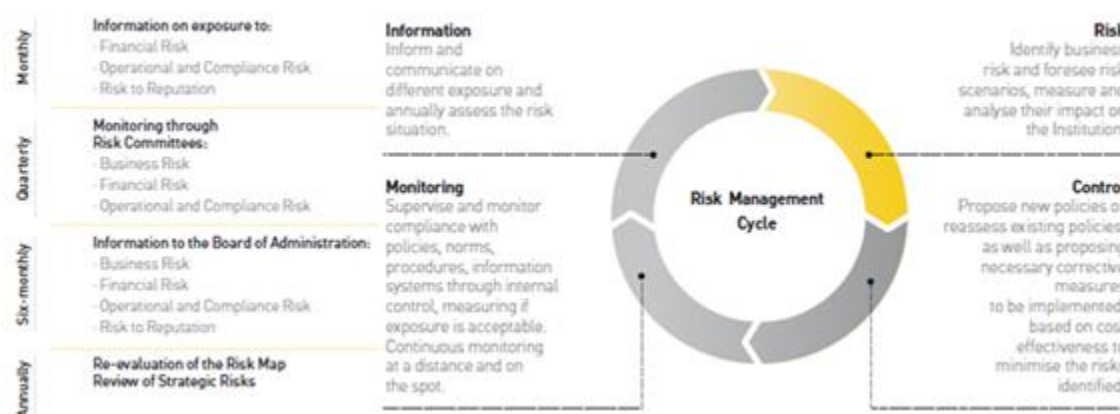 Monthly
Information on exposure to:
- Financial Risk
- Operational and Compliance Risk
- Risk to Reputation
Quarterly
Monitoring through
Risk Committees:
- Business Risk
- Financial Risk
- Operational and Compliance Risk
Six-monthly
Information to the Board of Administration:
- Business Risk
- Financial Risk
- Operational and Compliance Risk
- Risk to Reputation
Annually
Re-evaluation of the Risk Map
Review of Strategic Risks
Information
Inform and
communicate on
different exposure and
annually assess the risk
situation.
Monitoring
Supervise and monitor
compliance with
policies, norms,
procedures, information
systems through internal
control, measuring if
exposure is acceptable.
Continuous monitoring
at a distance and on
the spot.
Risk Management
Cycle
Risk
Identify business
risk and foresee risk
scenarios, measure and
analyse their impact on
the Institution
Control
Propose new policies or
reassess existing policies
as well as proposing
necessary corrective
measures
to be implemented
based on cost
effectiveness to
minimise the risks
identified